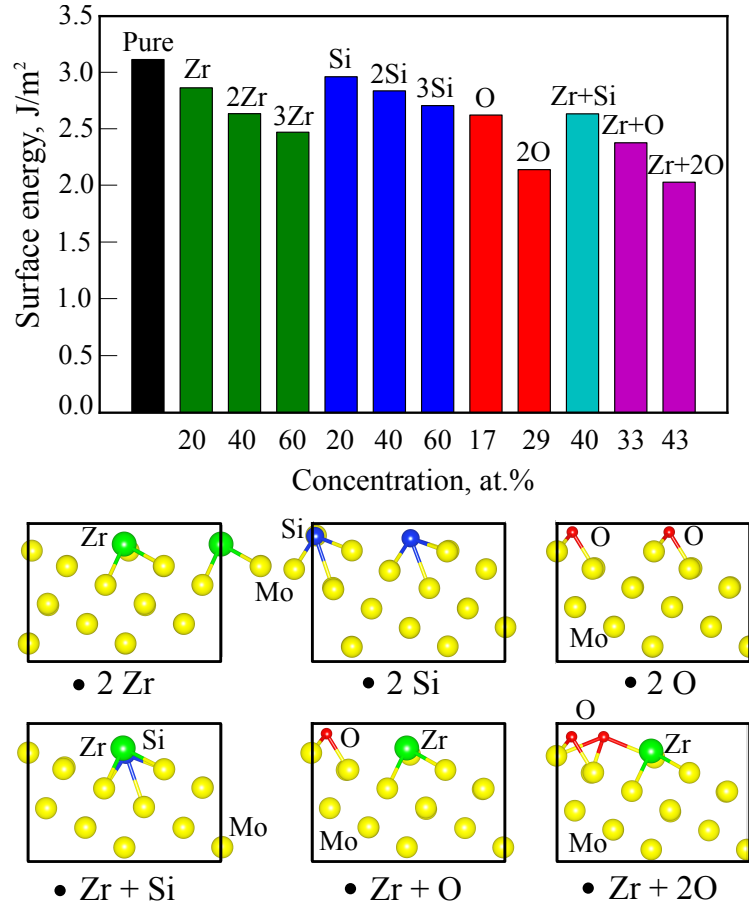 Surface energy, J/m²
3.5
3.0
2.5
2.0
1.5
1.0
0.5
0.0
Pure
Zr
2Zr
3Zr
Si
2Si
3Si
O
2O
Zr+Si
Zr+O
Zr+2O
20 40 60 20 40 60 17 29 40 33 43
Concentration, at.%
Zr
Mo
• 2 Zr
Si
• 2 Si
O O
Mo
• 2 O
Zr Si
Mo
• Zr + Si
O Zr
Mo
• Zr + O
O
Zr
Mo
• Zr + 2O